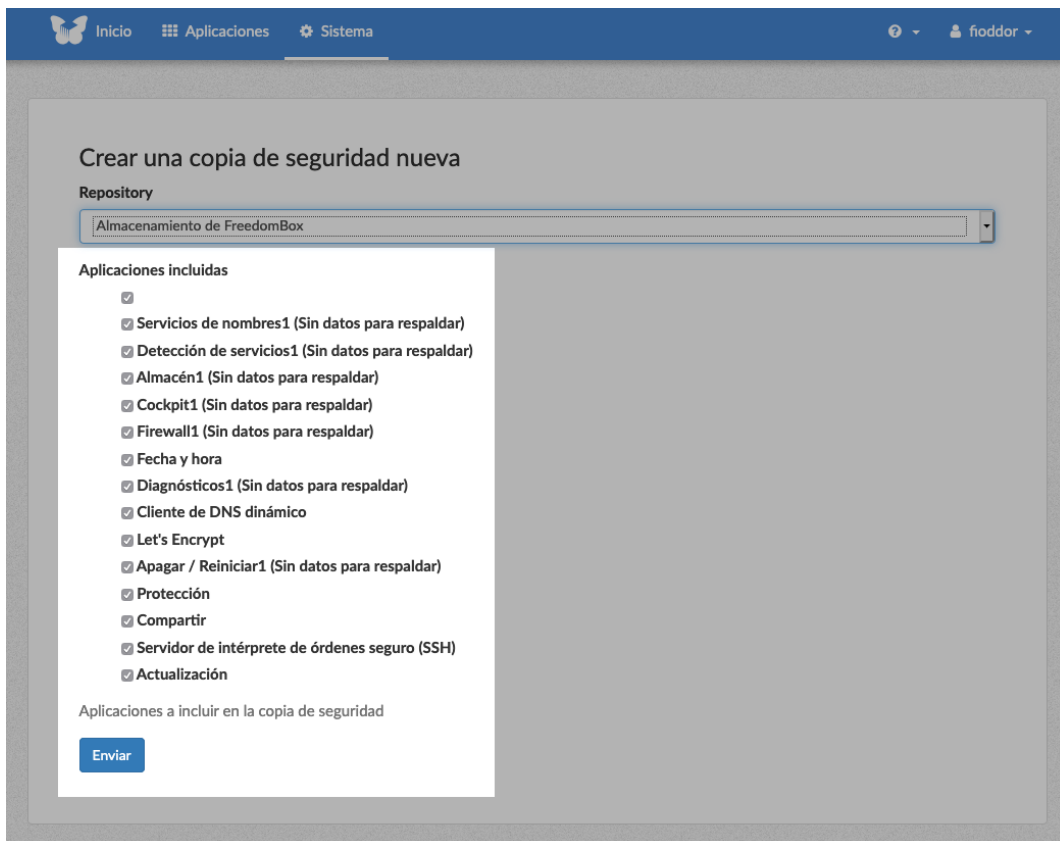 Inicio Aplicaciones Sistema fioddor
Crear una copia de seguridad nueva
Repository
Almacenamiento de FreedomBox
Aplicaciones incluidas
Servicios de nombres1 (Sin datos para respaldar)
Detección de servicios1 (Sin datos para respaldar)
Almacén1 (Sin datos para respaldar)
Cockpit1 (Sin datos para respaldar)
Firewall1 (Sin datos para respaldar)
Fecha y hora
Diagnósticos1 (Sin datos para respaldar)
Cliente de DNS dinámico
Let's Encrypt
Apagar / Reiniciar1 (Sin datos para respaldar)
Protección
Compartir
Servidor de intérprete de órdenes seguro (SSH)
Actualización
Aplicaciones a incluir en la copia de seguridad
Enviar